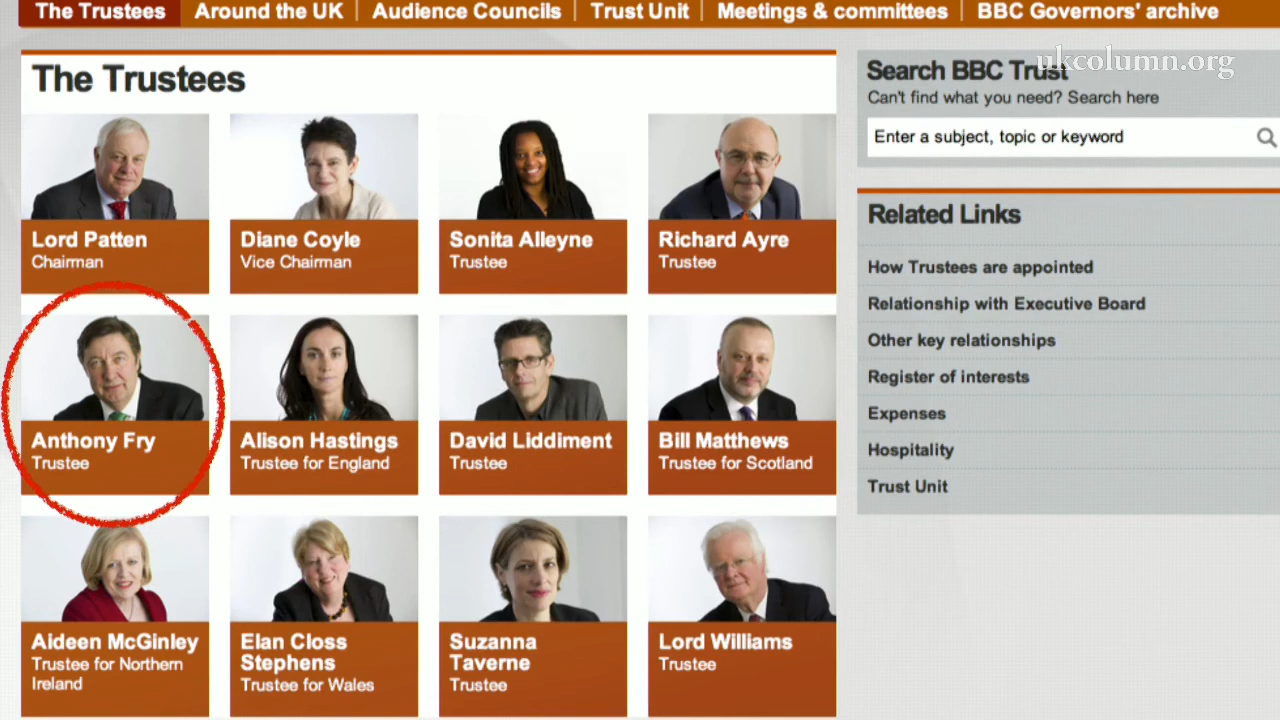 The Trustees
Around the UK
Audience Councils
Trust Unit
Meetings & committees
BBC Governors' archive
ukcolumn.org
The Trustees
Lord Patten
Chairman
Diane Coyle
Vice Chairman
Sonita Alleyne
Trustee
Richard Ayre
Trustee
Anthony Fry
Trustee
Alison Hastings
Trustee for England
David Liddiment
Trustee
Bill Matthews
Trustee for Scotland
Aideen McGinley
Trustee for Northern
Ireland
Elan Closs
Stephens
Trustee for Wales
Suzanna
Taverne
Trustee
Lord Williams
Trustee
Search BBC Trust
Can't find what you need? Search here
Enter a subject, topic or keyword
Related Links
How Trustees are appointed
Relationship with Executive Board
Other key relationships
Register of interests
Expenses
Hospitality
Trust Unit